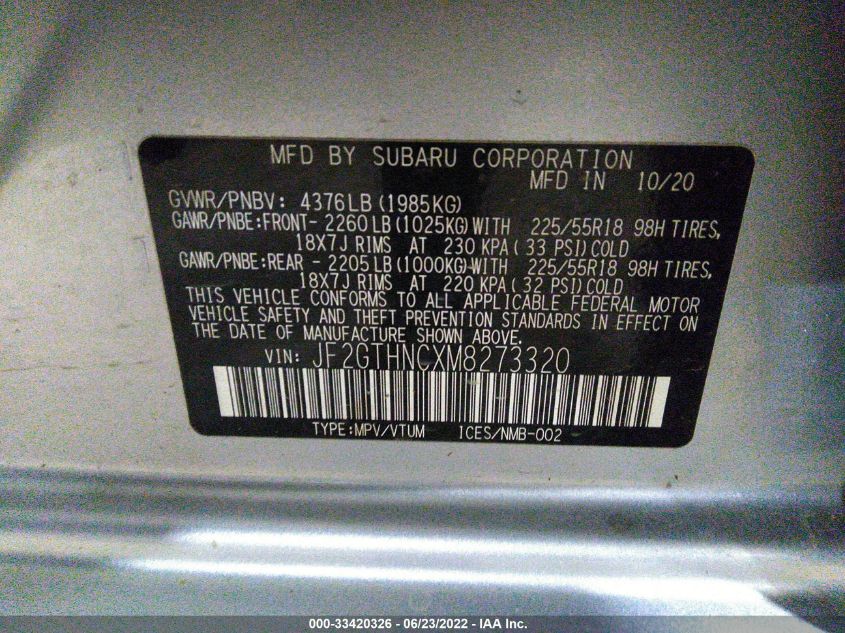 MFD BY SUBARU CORPORATION
MFD IN 10/20
GVWR/PNBV: 4376LB(1985KG)
GAWR/PNBE:FRONT- 2260LB(1025KG)WITH 225/55R18 98H TIRES,
18X7J RIMS AT 230 KPA( 33 PSI)COLD
GAWR/PNBE:REAR - 2205LB(1000KG)WITH 225/55R18 98H TIRES,
18X7J RIMS AT 220 KPA( 32 PSI)COLD
THIS VEHICLE CONFORMS TO ALL APPLICABLE FEDERAL MOTOR
VEHICLE SAFETY AND THEFT PREVENTION STANDARDS IN EFFECT ON
THE DATE OF MANUFACTURE SHOWN ABOVE.
VIN: JF2GTHNCXM8273320
TYPE:MPV/VTUM ICES/NMB-002
000-33420326 - 06/23/2022 - IAA Inc.